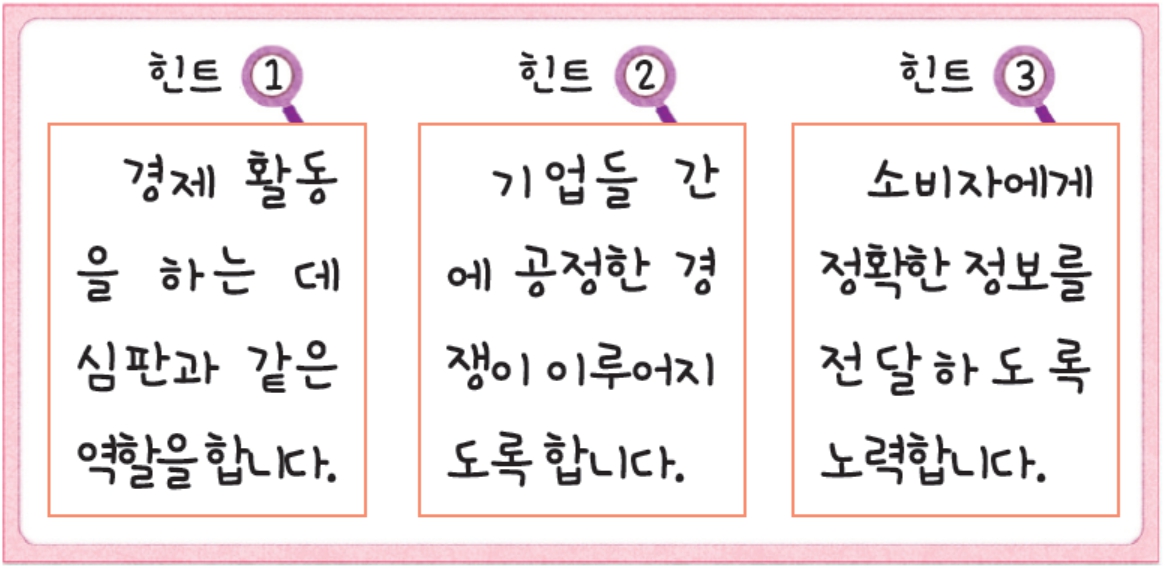 힌트 1
경제 활동
을 하는 데
심판과 같은
역할을 합니다.
힌트 2
기업들 간
에 공정한 경
쟁이 이루어지
도록 합니다.
힌트 3
소비자에게
정확한 정보를
전달하도록
노력합니다.